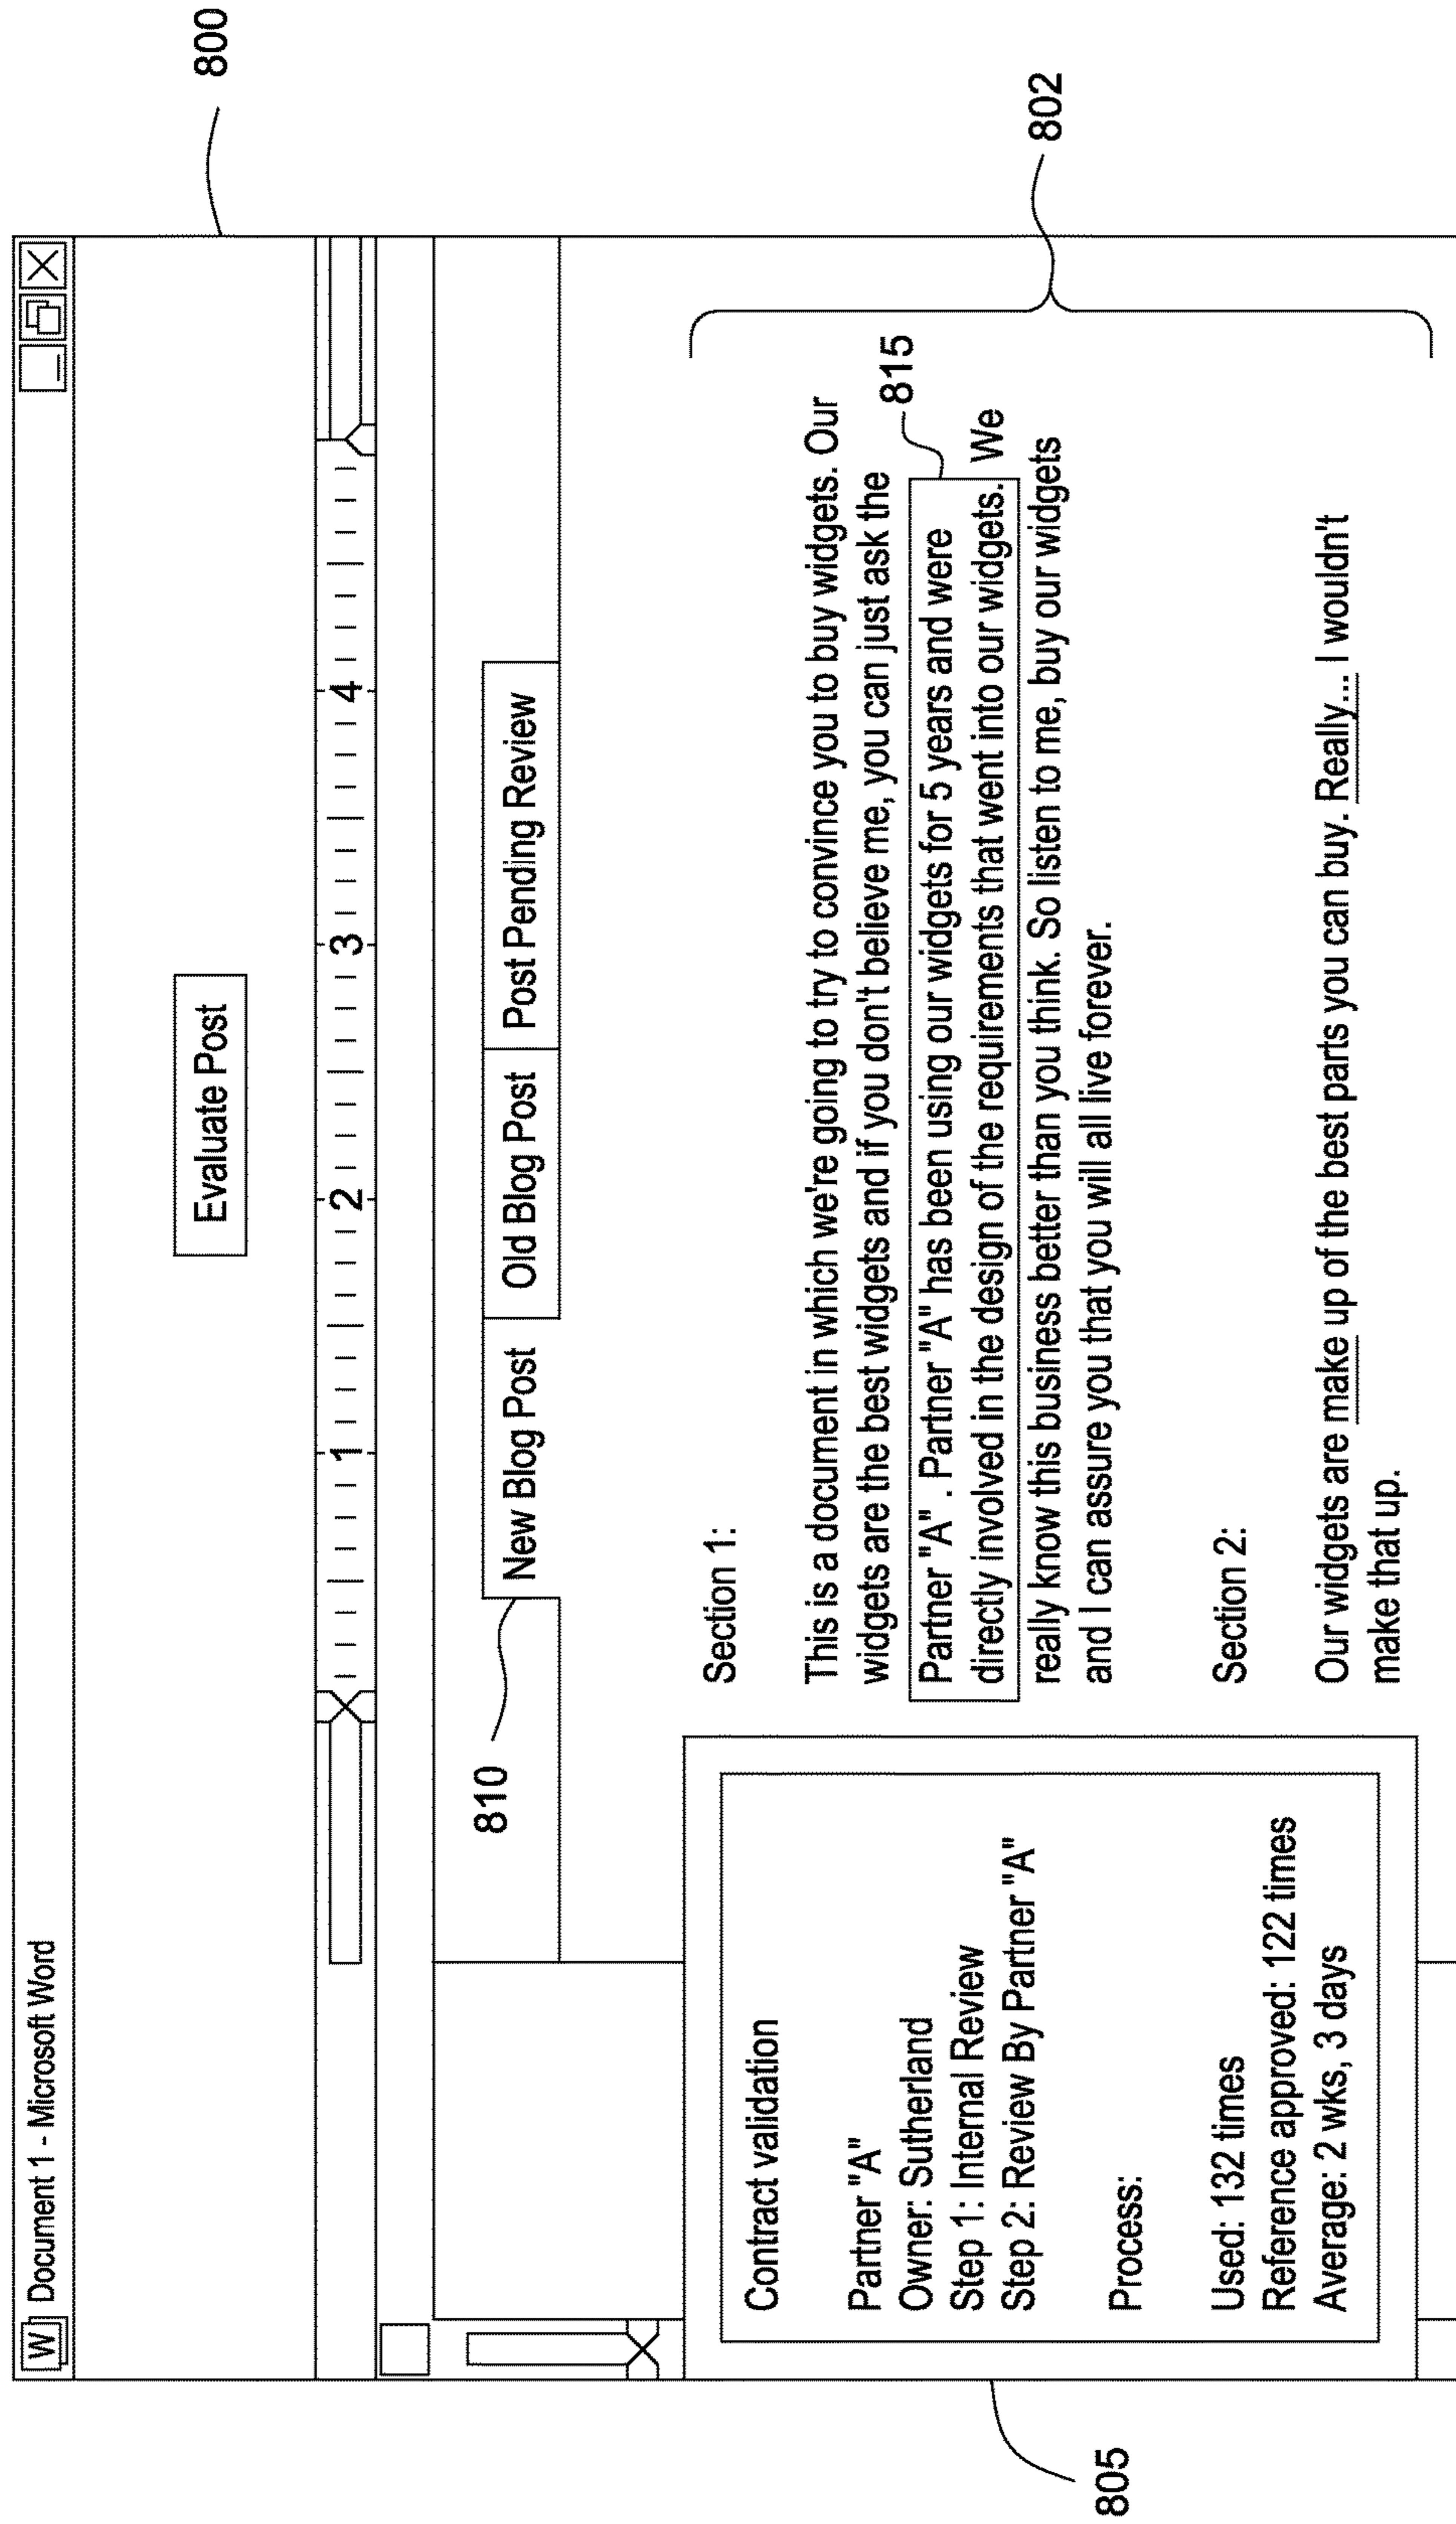 W Document 1 - Microsoft Word
800
Evaluate Post
1 2 3 4
810
New Blog Post Old Blog Post Post Pending Review
802
Section 1:
This is a document in which we're going to try to convince you to buy widgets. Our
widgets are the best widgets and if you don't believe me, you can just ask the
815
Partner "A" . Partner "A" has been using our widgets for 5 years and were
directly involved in the design of the requirements that went into our widgets. We
really know this business better than you think. So listen to me, buy our widgets
and I can assure you that you will all live forever.
Section 2:
Our widgets are make up of the best parts you can buy. Really... I wouldn't
make that up.
805
Contract validation
Partner "A"
Owner: Sutherland
Step 1: Internal Review
Step 2: Review By Partner "A"
Process:
Used: 132 times
Reference approved: 122 times
Average: 2 wks, 3 days